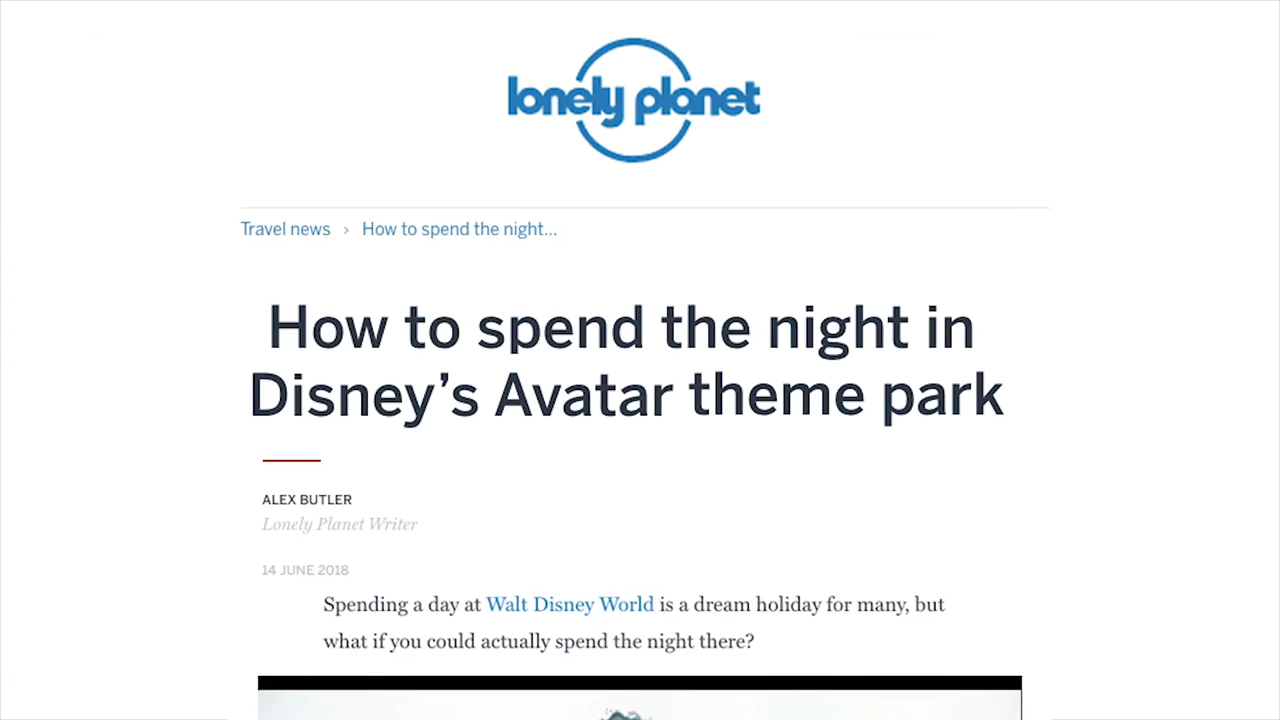 lonely planet
Travel news › How to spend the night...
How to spend the night in
Disney’s Avatar theme park
ALEX BUTLER
Lonely Planet Writer
14 JUNE 2018
Spending a day at Walt Disney World is a dream holiday for many, but
what if you could actually spend the night there?